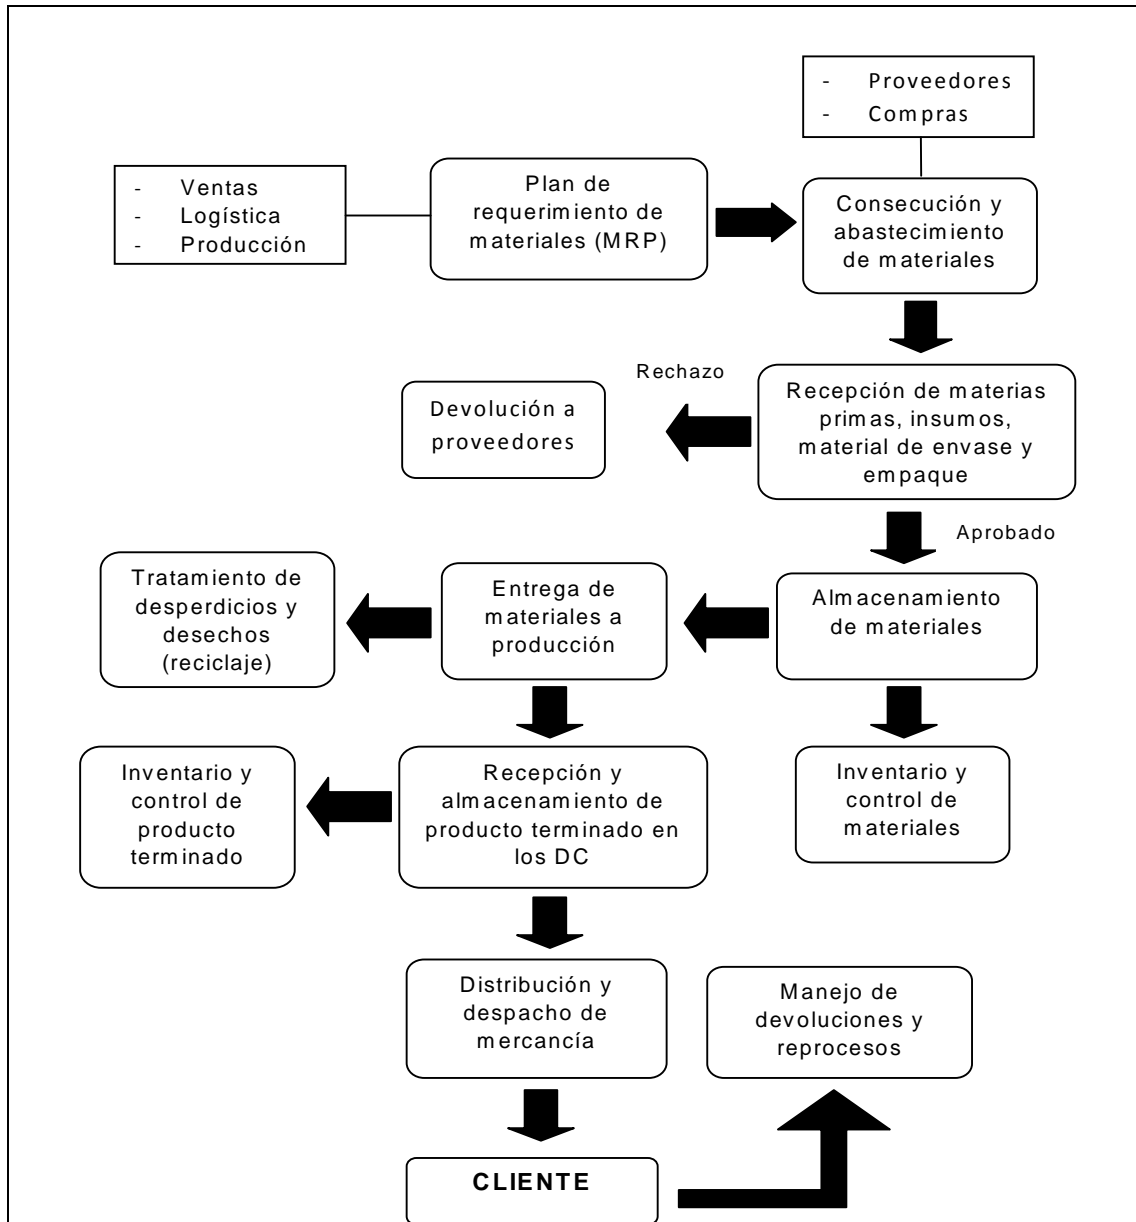 - Proveedores
- Compras
- Ventas
- Logística
- Producción
Plan de
requerimiento de
materiales (MRP)
Consecución y
abastecimiento
de materiales
Rechazo
Devolución a
proveedores
Recepción de materias
primas, insumos,
material de envase y
empaque
Aprobado
Tratamiento de
desperdicios y
desechos
(reciclaje)
Entrega de
materiales a
producción
Almacenamiento
de materiales
Inventario y
control de
producto
terminado
Recepción y
almacenamiento de
producto terminado en
los DC
Inventario y
control de
materiales
Distribución y
despacho de
mercancía
Manejo de
devoluciones y
reprocesos
CLIENTE